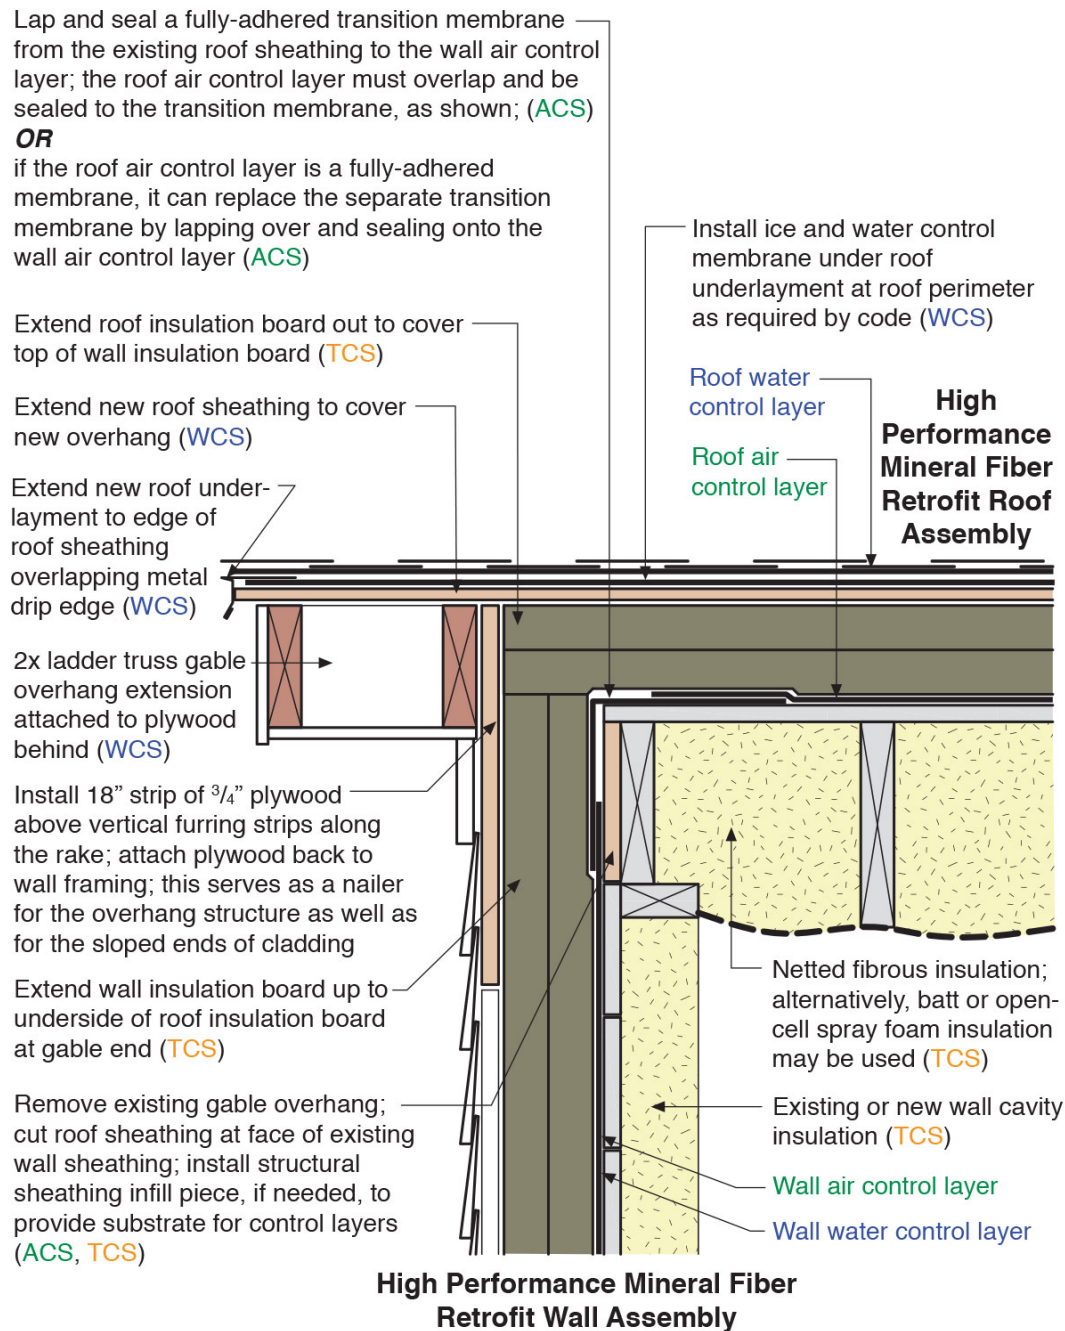 Lap and seal a fully-adhered transition membrane
from the existing roof sheathing to the wall air control
layer; the roof air control layer must overlap and be
sealed to the transition membrane, as shown; (ACS)
OR
if the roof air control layer is a fully-adhered
membrane, it can replace the separate transition
membrane by lapping over and sealing onto the
wall air control layer (ACS)
Install ice and water control
membrane under roof
underlayment at roof perimeter
as required by code (WCS)
Extend roof insulation board out to cover
top of wall insulation board (TCS)
Roof water
control layer
High
Performance
Mineral Fiber
Retrofit Roof
Assembly
Extend new roof sheathing to cover
new overhang (WCS)
Roof air
control layer
Extend new roof under-
layment to edge of
roof sheathing
overlapping metal
drip edge (WCS)
2x ladder truss gable
overhang extension
attached to plywood
behind (WCS)
Install 18” strip of 3/4” plywood
above vertical furring strips along
the rake; attach plywood back to
wall framing; this serves as a nailer
for the overhang structure as well as
for the sloped ends of cladding
Extend wall insulation board up to
underside of roof insulation board
at gable end (TCS)
Netted fibrous insulation;
alternatively, batt or open-
cell spray foam insulation
may be used (TCS)
Remove existing gable overhang;
cut roof sheathing at face of existing
wall sheathing; install structural
sheathing infill piece, if needed, to
provide substrate for control layers
(ACS, TCS)
Existing or new wall cavity
insulation (TCS)
Wall air control layer
Wall water control layer
High Performance Mineral Fiber
Retrofit Wall Assembly